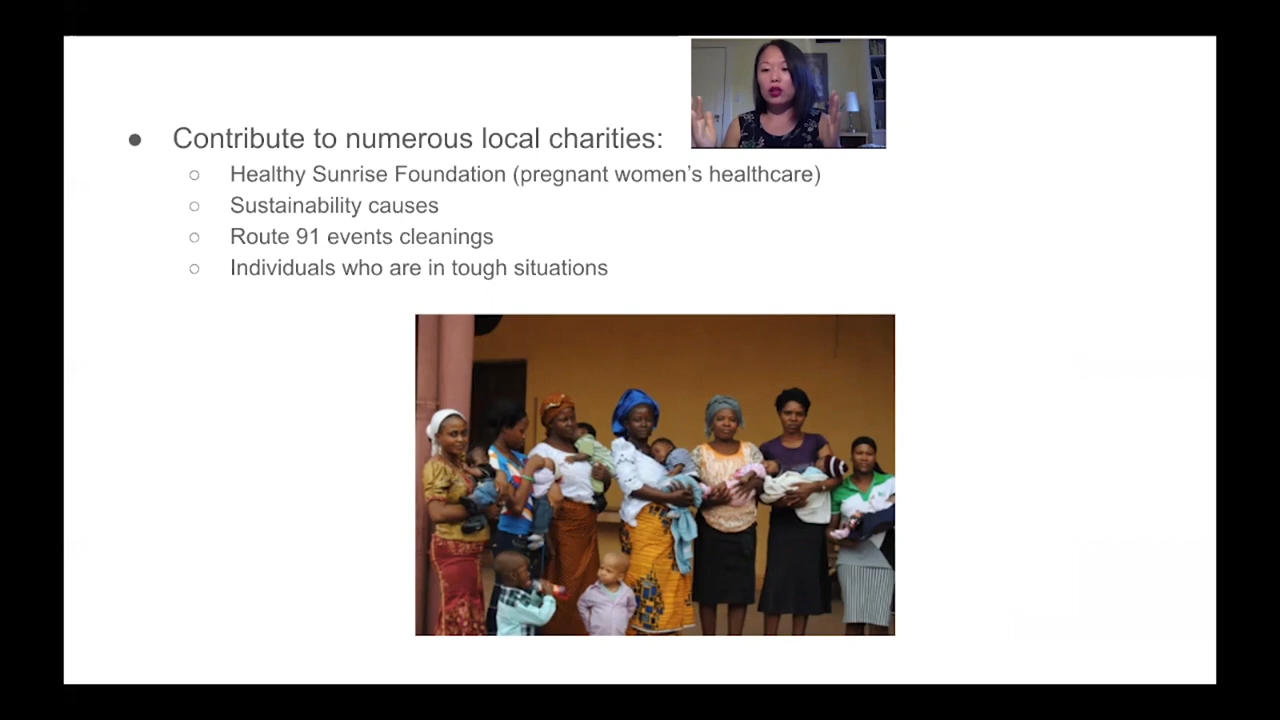 ● Contribute to numerous local charities:
○ Healthy Sunrise Foundation (pregnant women’s healthcare)
○ Sustainability causes
○ Route 91 events cleanings
○ Individuals who are in tough situations